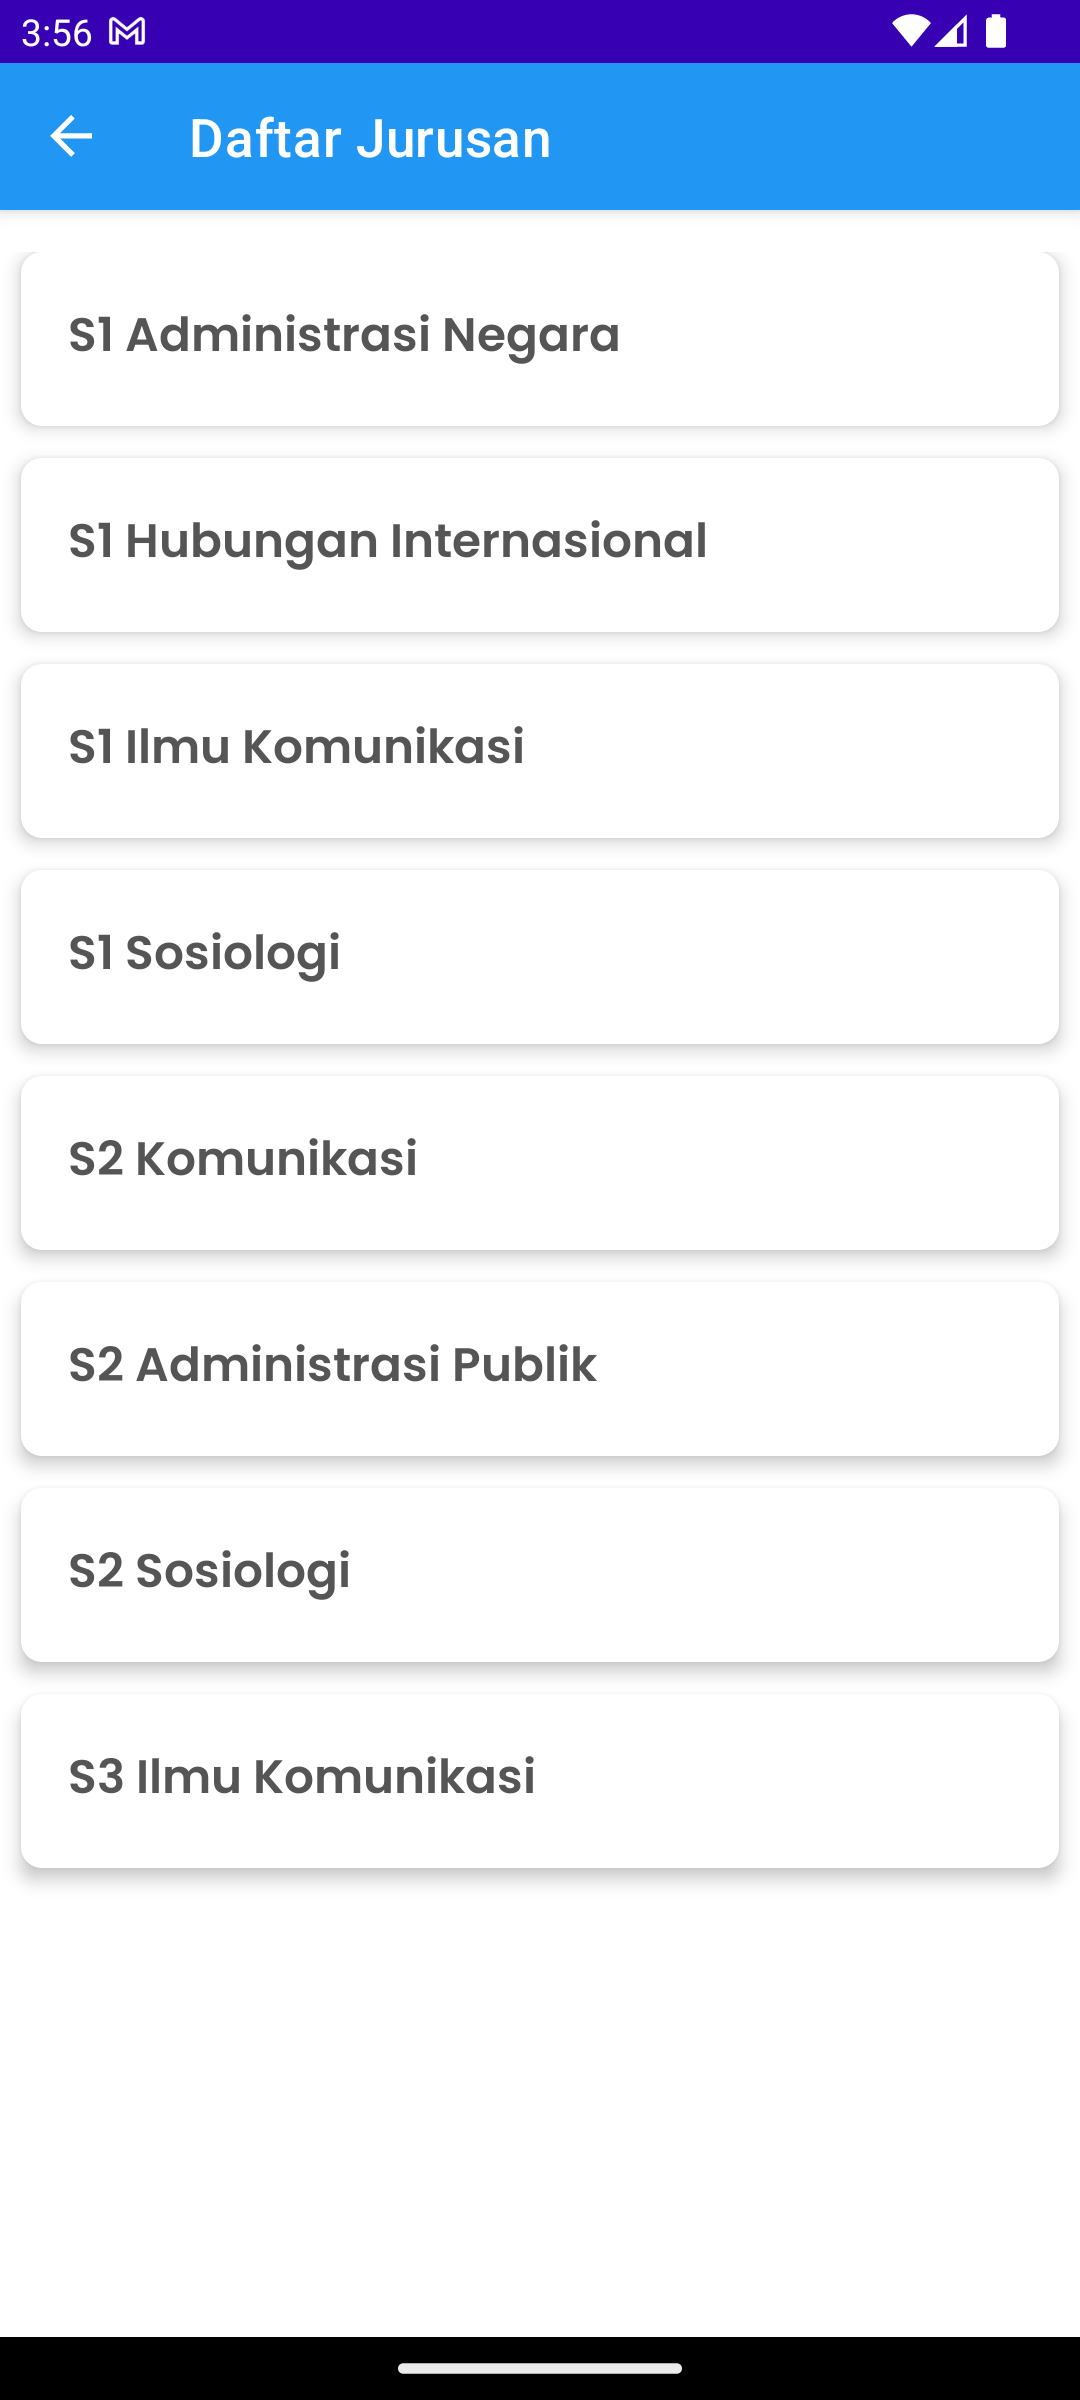 3:56
Daftar Jurusan
S1 Administrasi Negara
S1 Hubungan Internasional
S1 Ilmu Komunikasi
S1 Sosiologi
S2 Komunikasi
S2 Administrasi Publik
S2 Sosiologi
S3 Ilmu Komunikasi